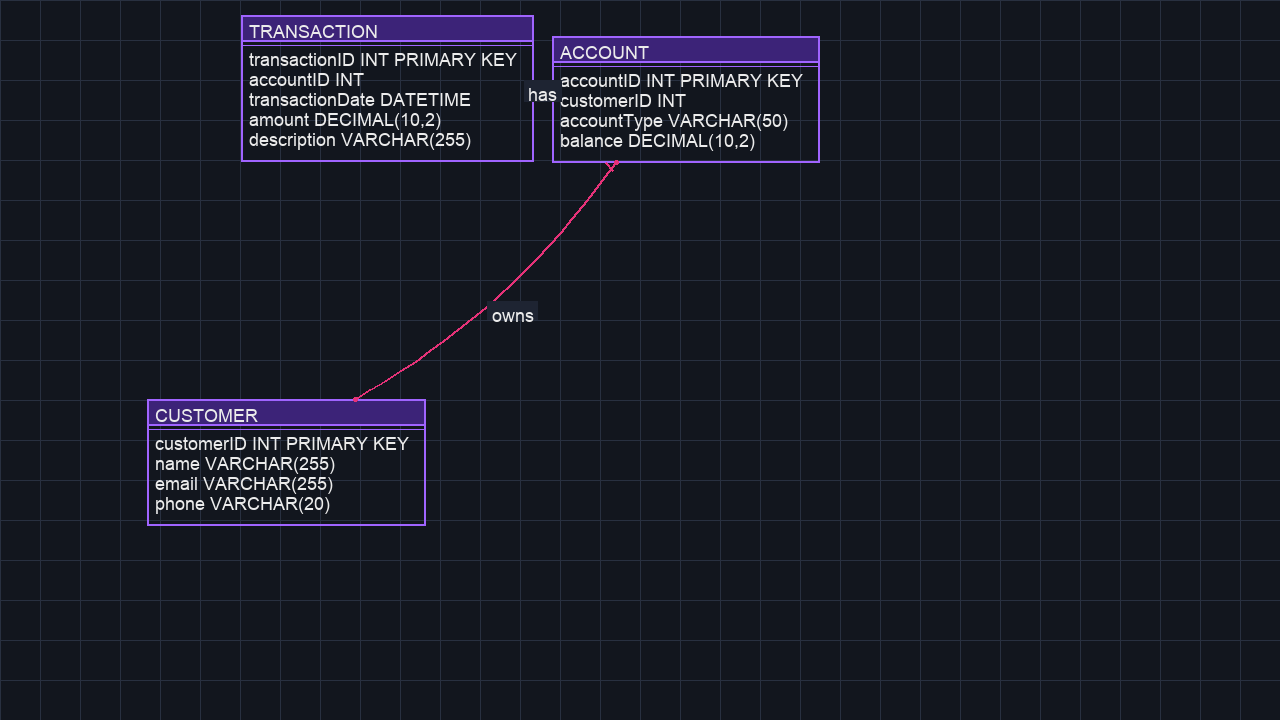 TRANSACTION
transactionID INT PRIMARY KEY
accountID INT
transactionDate DATETIME
amount DECIMAL(10,2)
description VARCHAR(255)
has
ACCOUNT
accountID INT PRIMARY KEY
customerID INT
accountType VARCHAR(50)
balance DECIMAL(10,2)
owns
CUSTOMER
customerID INT PRIMARY KEY
name VARCHAR(255)
email VARCHAR(255)
phone VARCHAR(20)